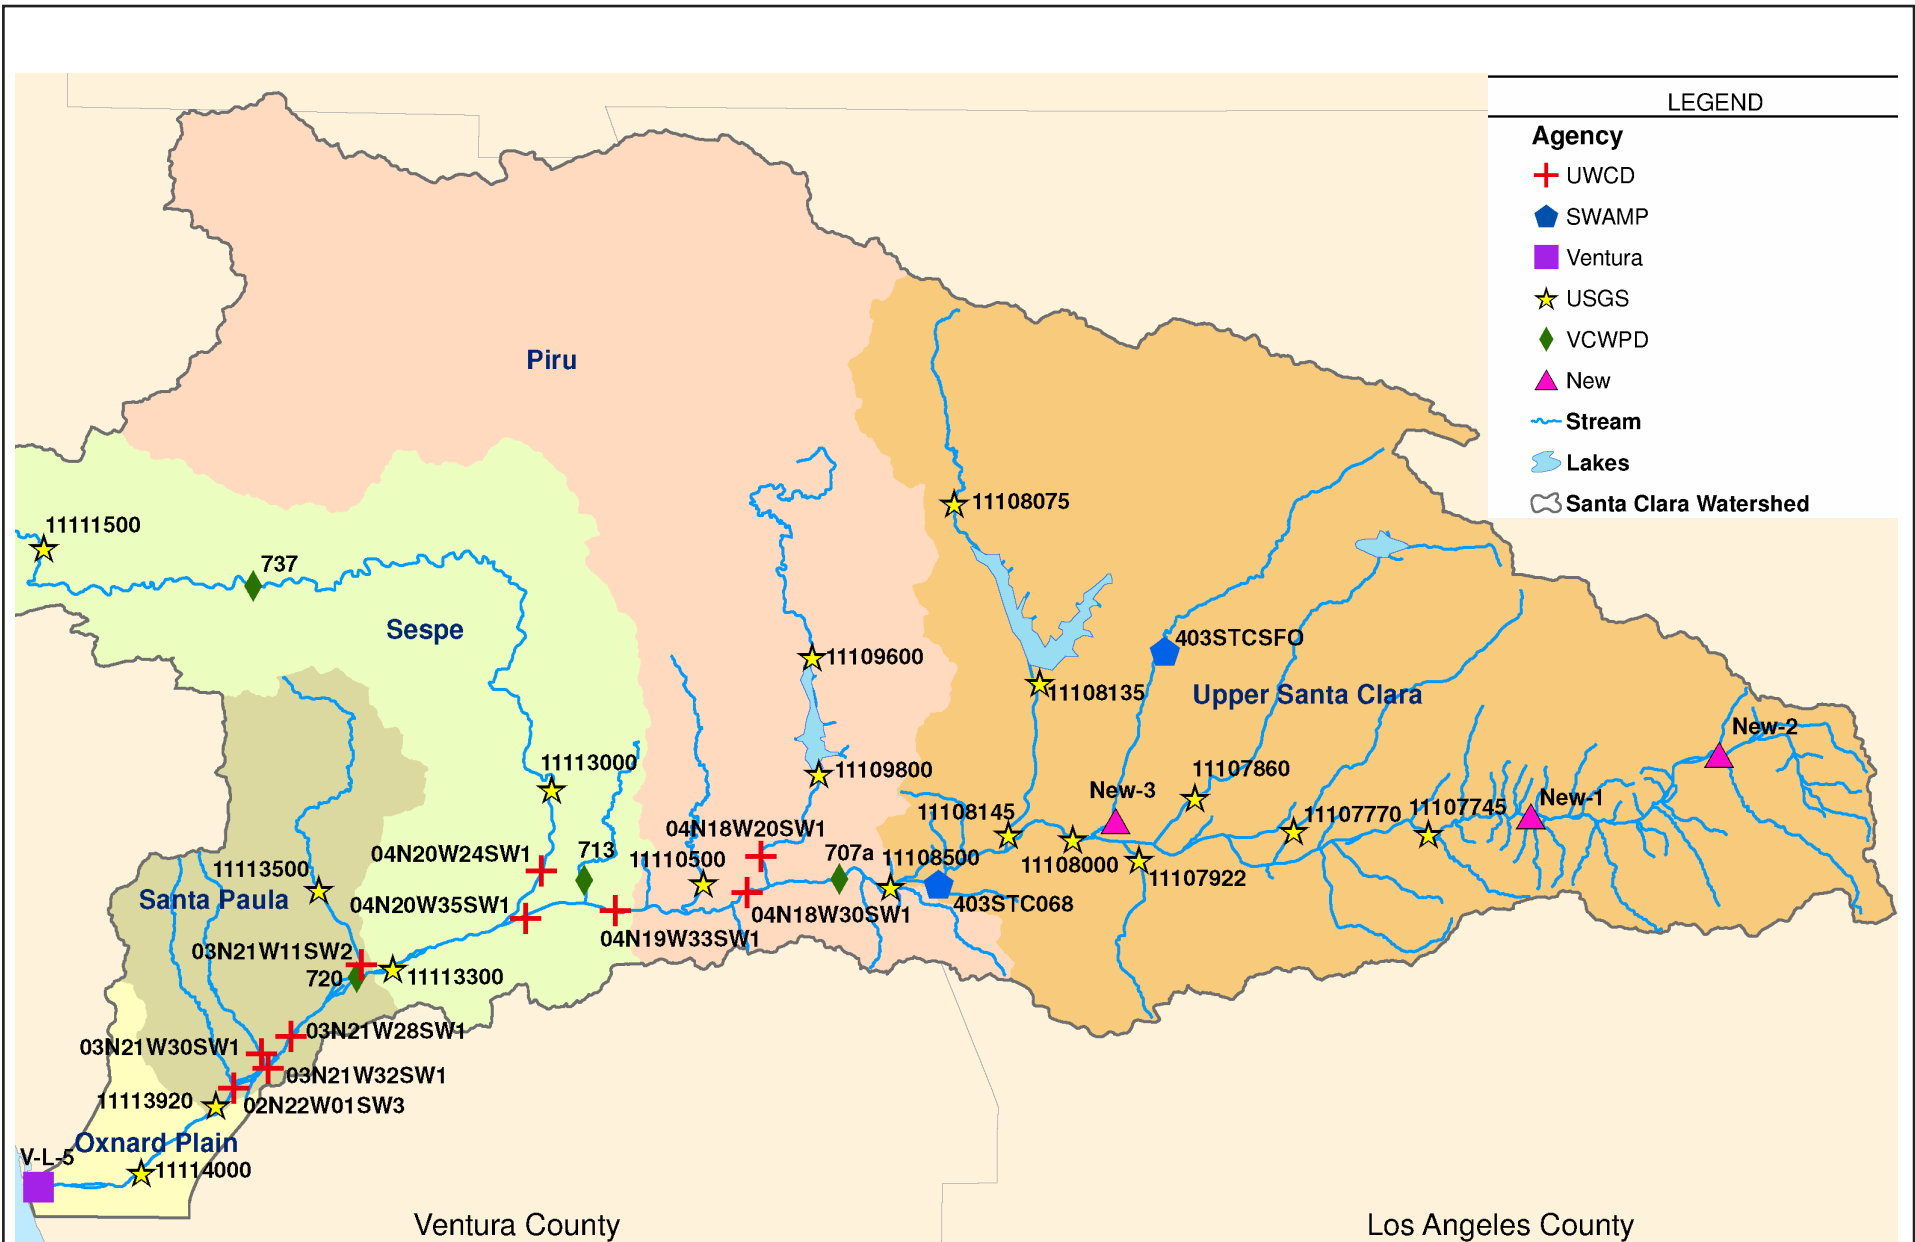 LEGEND
Agency
UWCD
SWAMP
Ventura
USGS
VCWPD
New
Stream
Lakes
Santa Clara Watershed
Piru
11111500
737
Sespe
11108075
11109600
403STCSFO
11108135
Upper Santa Clara
New-2
11113000
11109800
11107860
New-3
11108145
11107770
11107745
New-1
04N18W20SW1
04N20W24SW1
713
11110500
707a
11108500
11108000
11107922
11113500
Santa Paula
04N20W35SW1
403STC068
04N18W30SW1
04N19W33SW1
03N21W11SW2
720
11113300
03N21W28SW1
03N21W30SW1
03N21W32SW1
11113920
02N22W01SW3
Oxnard Plain
V-L-5
11114000
Ventura County
Los Angeles County